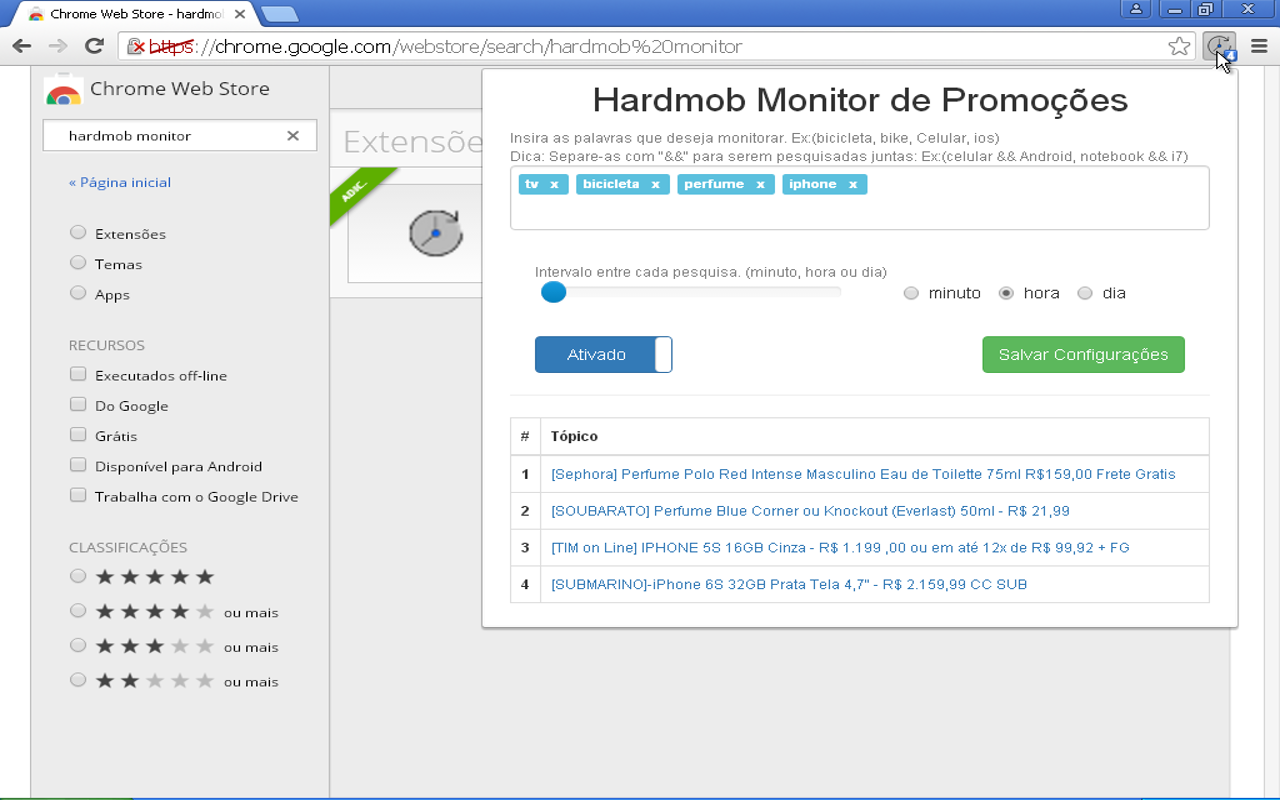 Chrome Web Store - hardmob
https://chrome.google.com/webstore/search/hardmob%20monitor
4
Chrome Web Store
hardmob monitor
« Página inicial
Extensões
Temas
Apps
RECURSOS
Executados off-line
Do Google
Grátis
Disponível para Android
Trabalha com o Google Drive
CLASSIFICAÇÕES
ou mais
ou mais
ou mais
Extensõe
ADIC...
Hardmob Monitor de Promoções
Insira as palavras que deseja monitorar. Ex:(bicicleta, bike, Celular, ios)
Dica: Separe-as com "&&" para serem pesquisadas juntas: Ex:(celular && Android, notebook && i7)
tv x bicicleta x perfume x iphone x
Intervalo entre cada pesquisa. (minuto, hora ou dia)
minuto hora dia
Ativado
Salvar Configurações
# Tópico
1 [Sephora] Perfume Polo Red Intense Masculino Eau de Toilette 75ml R$159,00 Frete Gratis
2 [SOUBARATO] Perfume Blue Corner ou Knockout (Everlast) 50ml - R$ 21,99
3 [TIM on Line] IPHONE 5S 16GB Cinza - R$ 1.199 ,00 ou em até 12x de R$ 99,92 + FG
4 [SUBMARINO]-iPhone 6S 32GB Prata Tela 4,7" - R$ 2.159,99 CC SUB